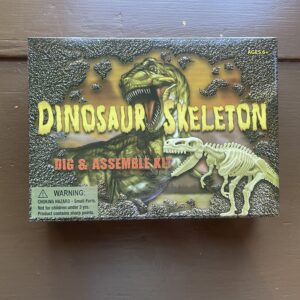 AGES 6+
DINOSAUR SKELETON
DIG & ASSEMBLE KIT
WARNING:
CHOKING HAZARD - Small Parts.
Not for children under 3 yrs.
Product contains sharp points.